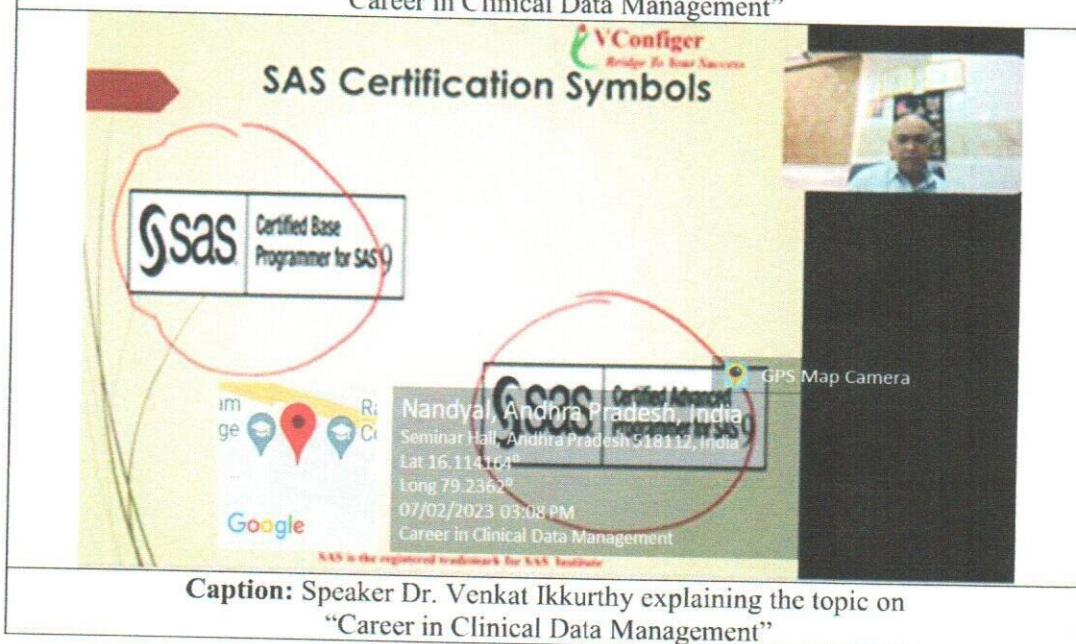 "Career in Clinical Data Management"
VConfiger
Bridge To Your Success
SAS Certification Symbols
sas
Certified Base
Programmer for SAS 9
GPS Map Camera
sas
Certified Advanced
Programmer for SAS 9
Nandyal, Andhra Pradesh, India
Seminar Hall, Andhra Pradesh 518112, India
Lat 16.114164°
Long 79.2362°
07/02/2023 03:08 PM
Career in Clinical Data Management
Google
SAS is the registered trademark for SAS Institute
Caption: Speaker Dr. Venkat Ikkurthy explaining the topic on
"Career in Clinical Data Management"